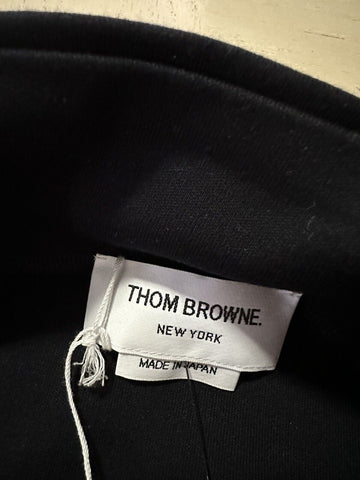 THOM BROWNE.
NEW YORK
MADE IN JAPAN